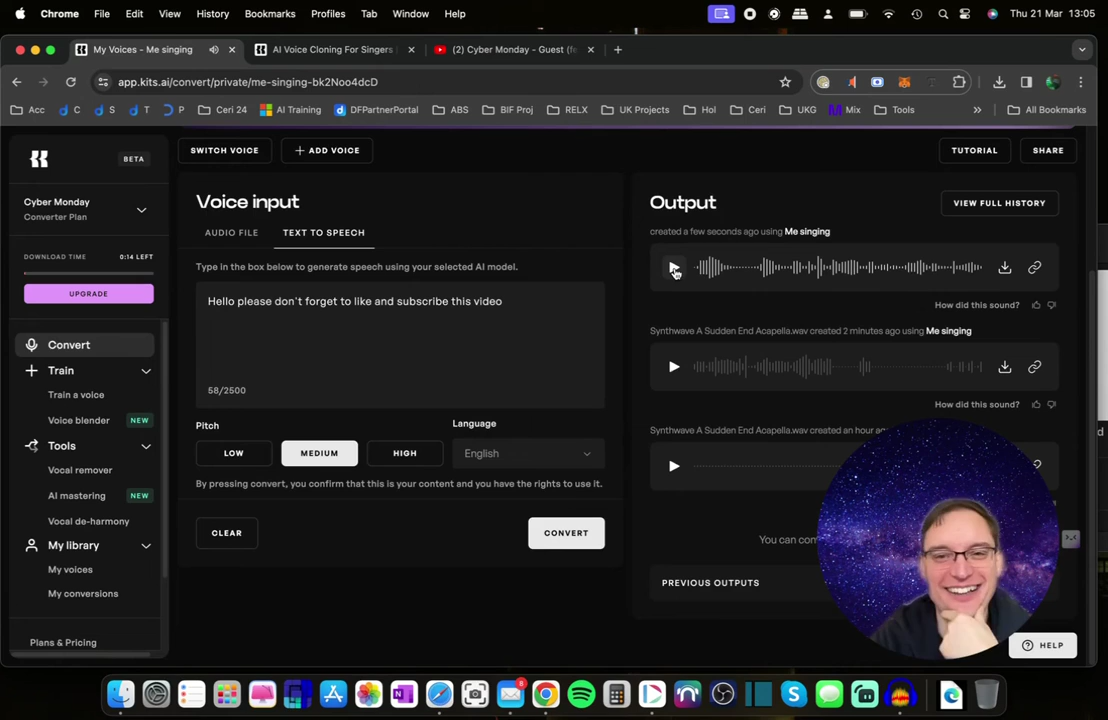 Chrome File Edit View History Bookmarks Profiles Tab Window Help Thu 21 Mar 13:05
My Voices - Me singing AI Voice Cloning For Singers (2) Cyber Monday - Guest (fe
app.kits.ai/convert/private/me-singing-bk2Noo4dcD
Acc C S T P Ceri 24 AI Training DFPartnerPortal ABS BIF Proj RELX UK Projects Hol Ceri UKG Mix Tools » All Bookmarks
BETA
SWITCH VOICE + ADD VOICE TUTORIAL SHARE
Cyber Monday
Converter Plan
DOWNLOAD TIME 0:14 LEFT
UPGRADE
Convert
Train
Train a voice
Voice blender NEW
Tools
Vocal remover
AI mastering NEW
Vocal de-harmony
My library
My voices
My conversions
Plans & Pricing
Voice input
AUDIO FILE TEXT TO SPEECH
Type in the box below to generate speech using your selected AI model.
Hello please don't forget to like and subscribe this video
58/2500
Pitch Language
LOW MEDIUM HIGH English
By pressing convert, you confirm that this is your content and you have the rights to use it.
CLEAR CONVERT
Output VIEW FULL HISTORY
created a few seconds ago using Me singing
How did this sound?
Synthwave A Sudden End Acapella.wav created 2 minutes ago using Me singing
How did this sound?
Synthwave A Sudden End Acapella.wav created an hour ago
You can con
PREVIOUS OUTPUTS
HELP
8